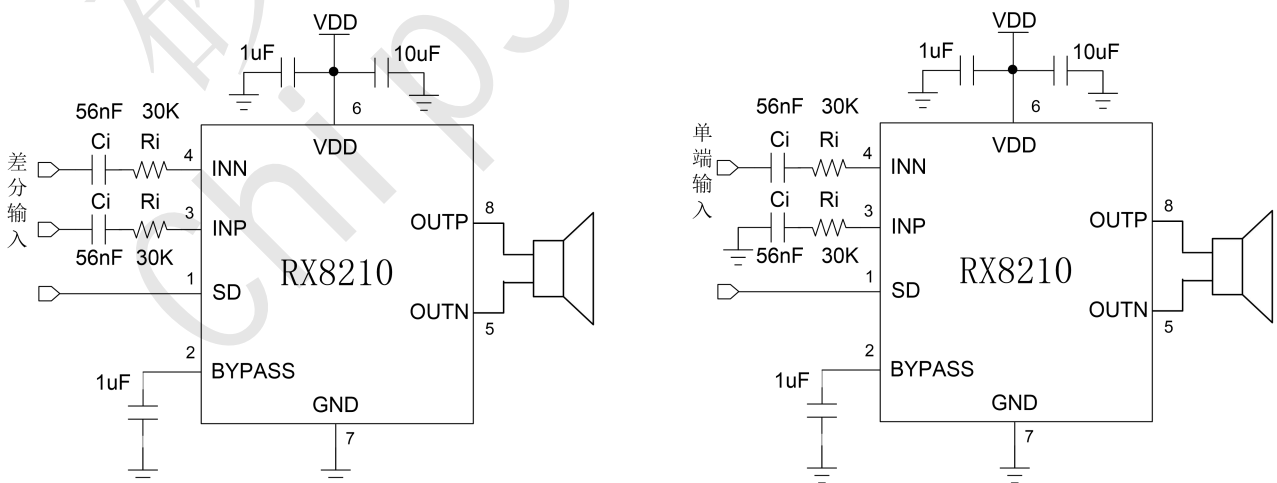 VDD
1uF
10uF
6
56nF 30K
Ci Ri
VDD
差分输入
4
INN
Ci Ri
3
INP
56nF 30K
OUTP
8
RX8210
1
SD
OUTN
5
2
BYPASS
1uF
GND
7
VDD
1uF
10uF
6
56nF 30K
Ci Ri
VDD
单端输入
4
INN
Ci Ri
3
INP
56nF 30K
OUTP
8
RX8210
1
SD
OUTN
5
2
BYPASS
1uF
GND
7